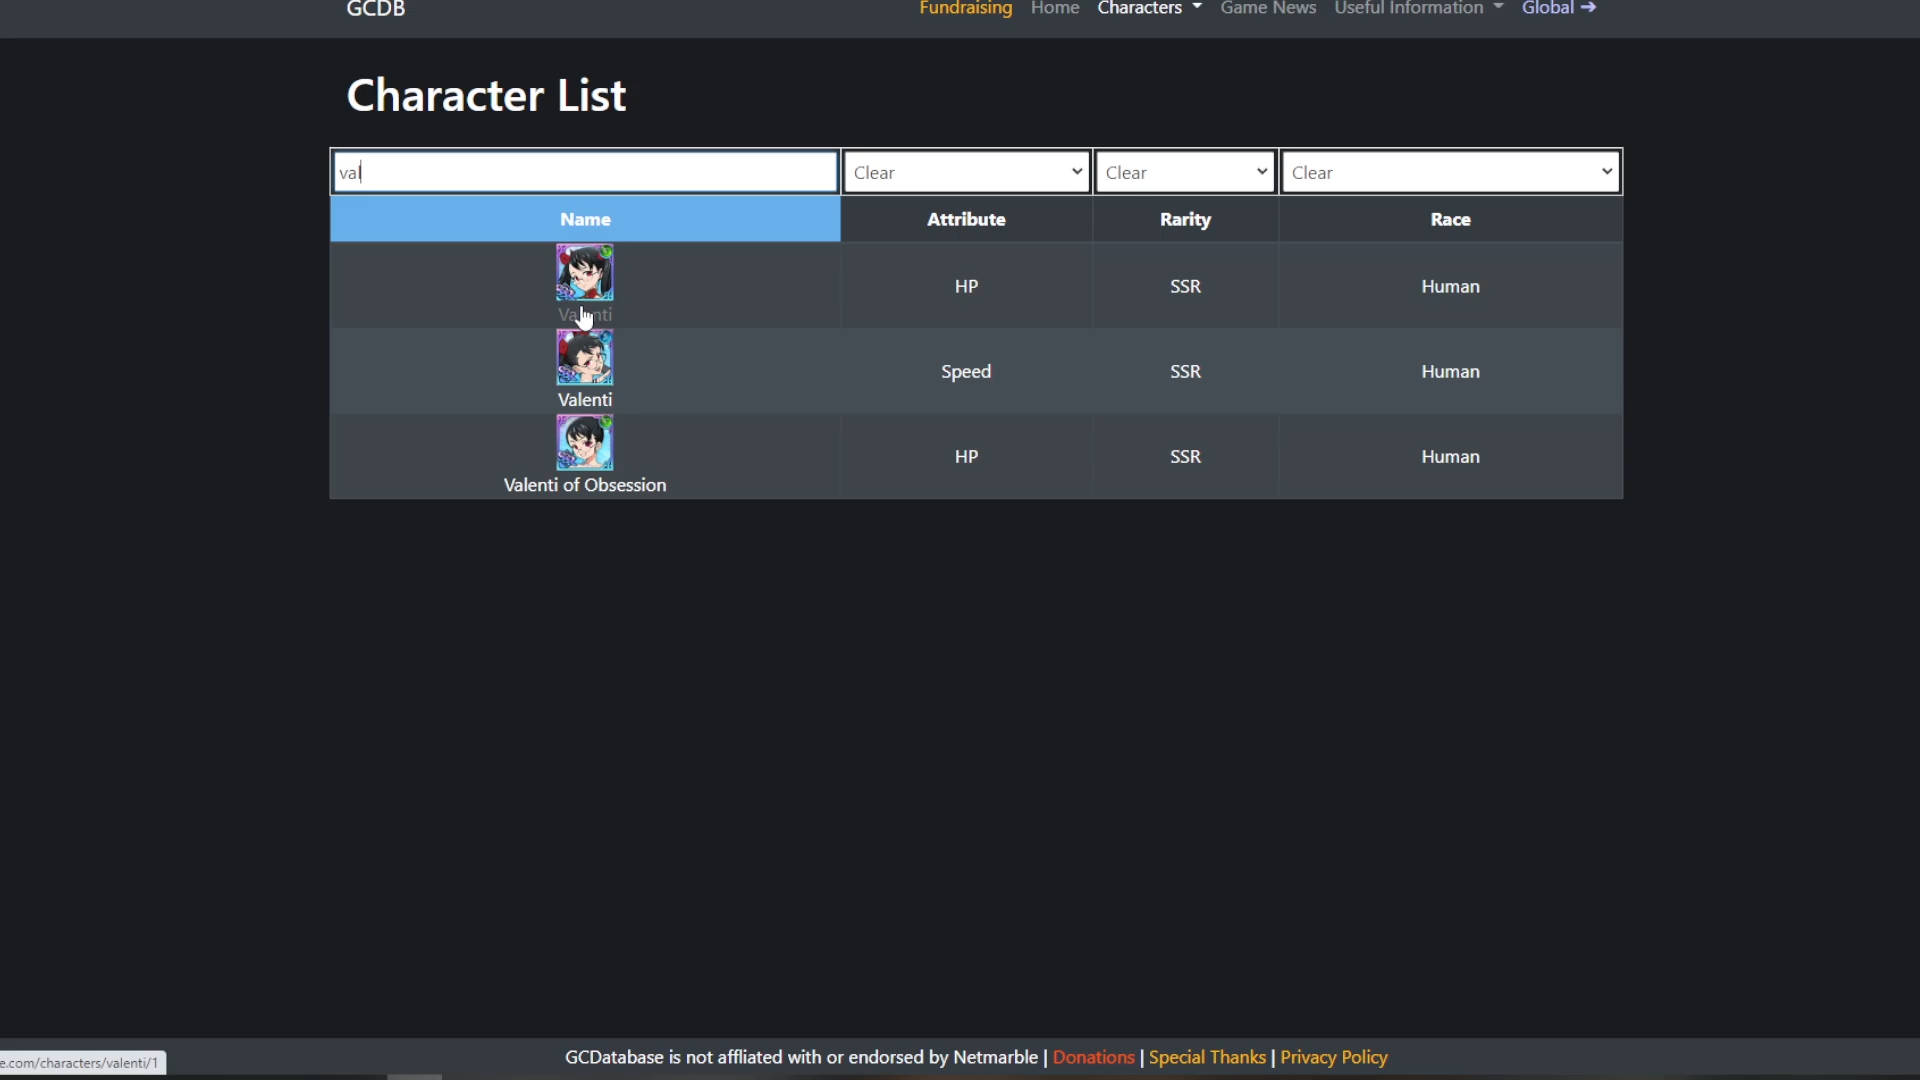 GCDB
Fundraising Home Characters Game News Useful Information Global →
Character List
val Clear Clear Clear
Name Attribute Rarity Race
HP SSR Human
Valenti
Speed SSR Human
Valenti
HP SSR Human
Valenti of Obsession
e.com/characters/valenti/1
GCDatabase is not affliated with or endorsed by Netmarble | Donations | Special Thanks | Privacy Policy